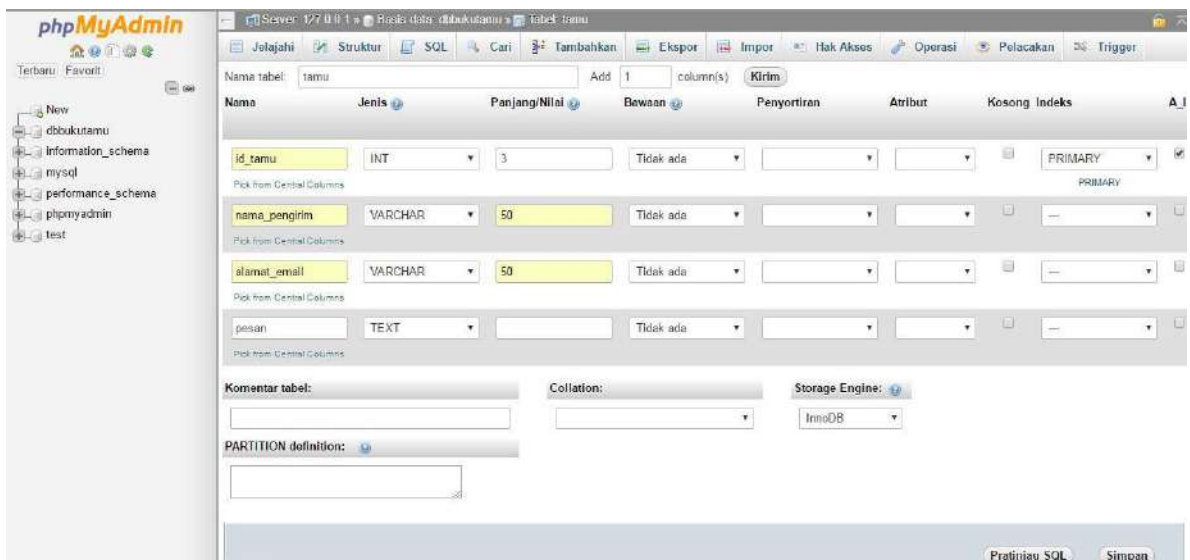 phpMyAdmin
Server: 127.0.0.1 » Basis data: dbbukutamu » Tabel: tamu
Jelajahi Struktur SQL Cari Tambahkan Ekspor Impor Hak Akses Operasi Pelacakan Trigger
Terbaru Favorit
New
dbbukutamu
information_schema
mysql
performance_schema
phpmyadmin
test
Nama tabel: tamu Add 1 column(s) Kirim
Nama Jenis Panjang/Nilai Bawaan Penyortiran Atribut Kosong Indeks A_I
id_tamu INT 3 Tidak ada PRIMARY
Pick from Central Columns PRIMARY
nama_pengirim VARCHAR 50 Tidak ada ---
Pick from Central Columns
alamat_email VARCHAR 50 Tidak ada ---
Pick from Central Columns
pesan TEXT Tidak ada ---
Pick from Central Columns
Komentar tabel: Collation: Storage Engine:
InnoDB
PARTITION definition:
Pratinjau SQL Simpan